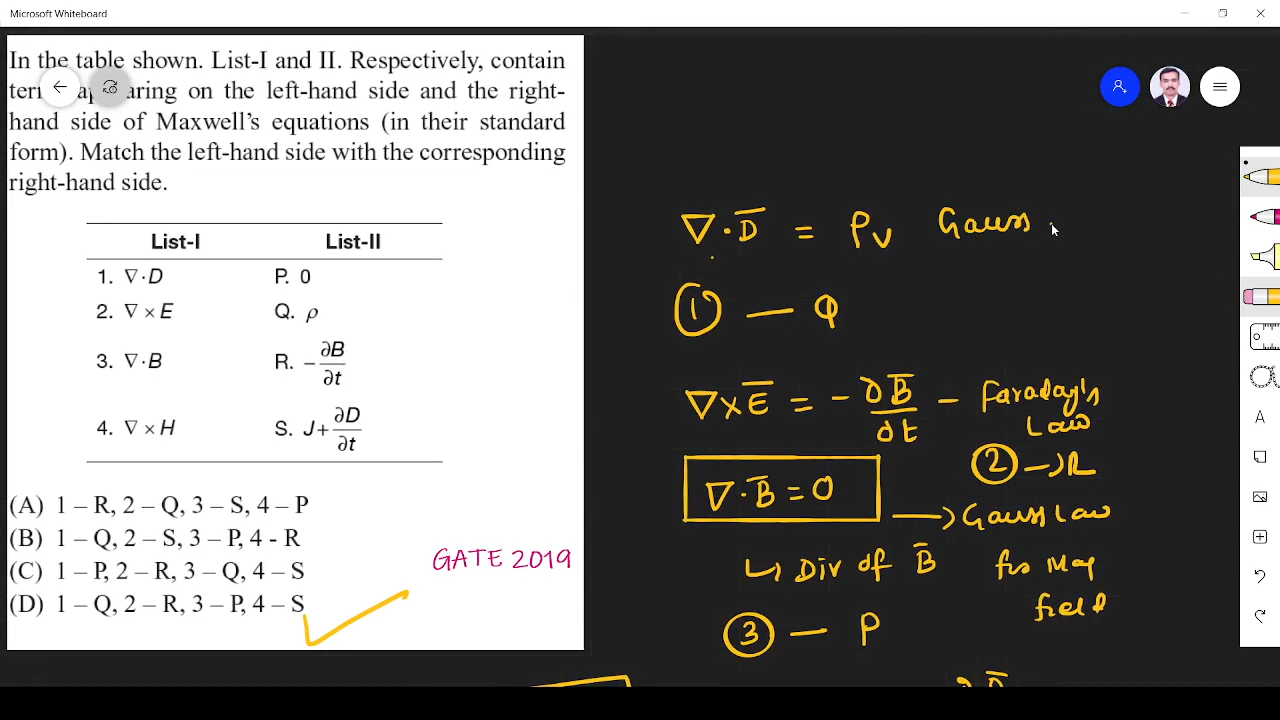 Microsoft Whiteboard
In the table shown. List-I and II. Respectively, contain
aring on the left-hand side and the right-
hand side of Maxwell's equations (in their standard
form). Match the left-hand side with the corresponding
right-hand side.
List-I List-II
1. ∇ · D P. 0
2. ∇ × E Q. ρ
3. ∇ · B R. −∂B/∂t
4. ∇ × H S. J+∂D/∂t
(A) 1 – R, 2 – Q, 3 – S, 4 – P
(B) 1 – Q, 2 – S, 3 – P, 4 - R
(C) 1 – P, 2 – R, 3 – Q, 4 – S
(D) 1 – Q, 2 – R, 3 – P, 4 – S
GATE 2019
∇ · D̅ = ρv Gauss
① — Q
∇ × E̅ = − ∂B̅/∂t − Faraday's
Law
② → R
∇ · B̅ = 0
→ Gauss Law
↳ Div of B̅ for Mag
field
③ — P
∂D̅
A